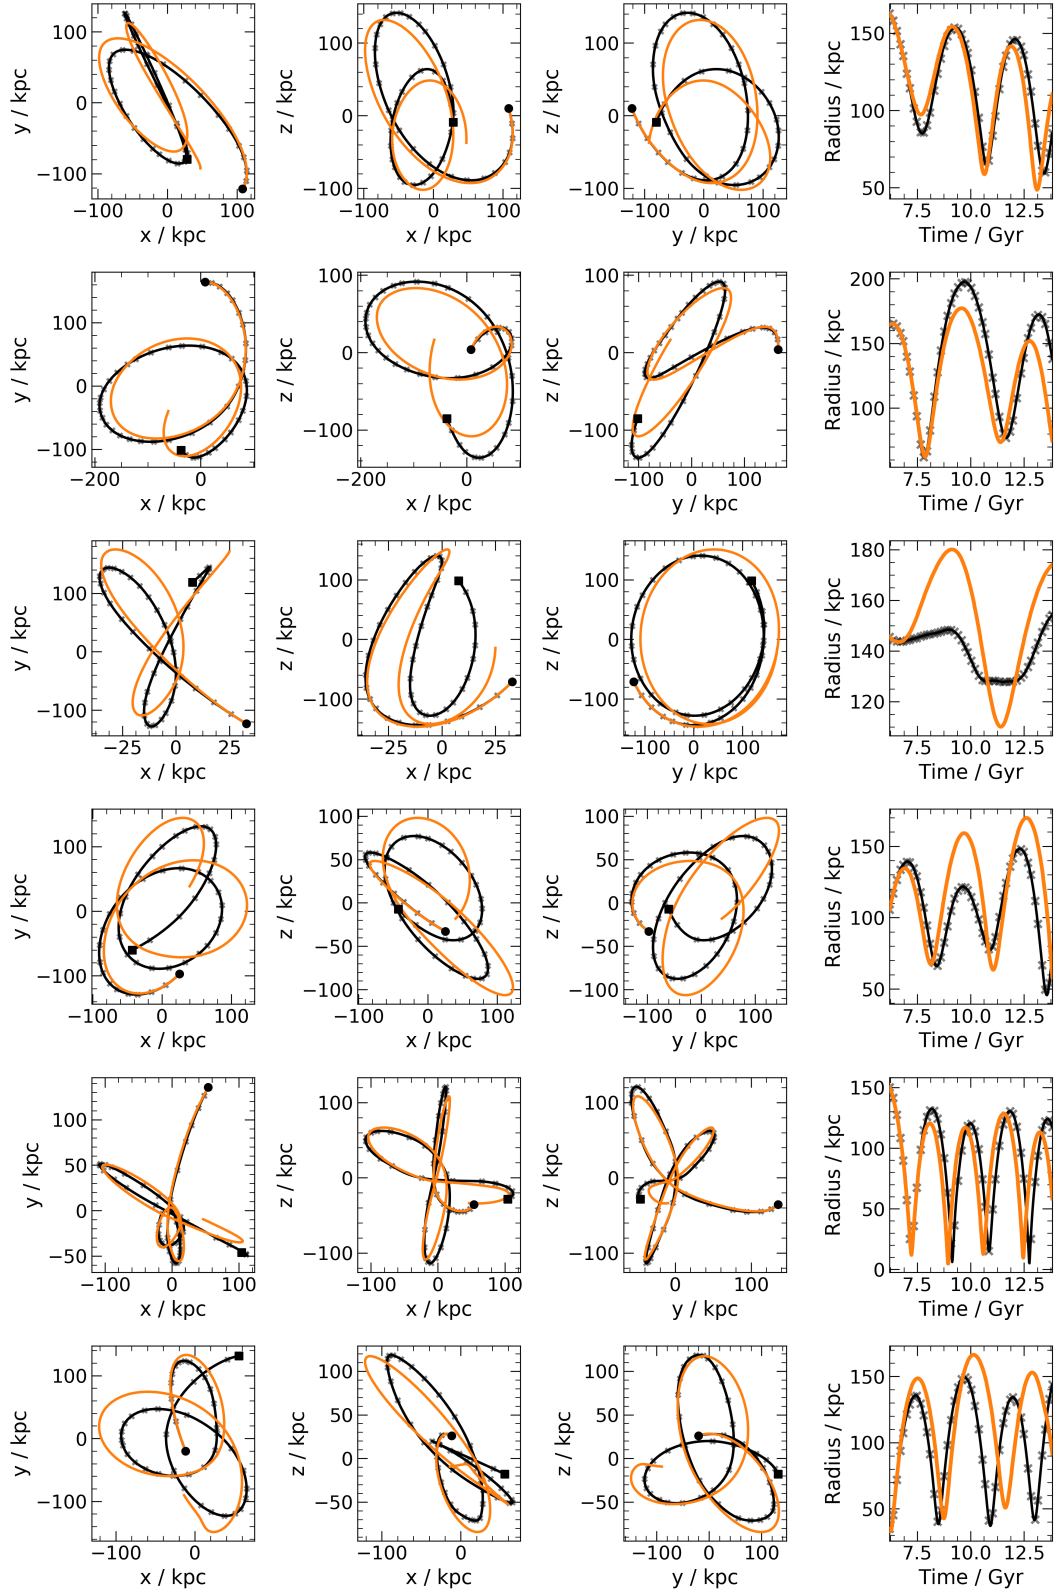 100 0 −100 y / kpc −100 0 100 x / kpc
100 0 −100 z / kpc −100 0 100 x / kpc
100 0 −100 z / kpc −100 0 100 y / kpc
150 100 50 Radius / kpc 7.5 10.0 12.5 Time / Gyr
100 0 −100 y / kpc −200 0 x / kpc
100 0 −100 z / kpc −200 0 x / kpc
100 0 −100 z / kpc −100 0 100 y / kpc
200 150 100 Radius / kpc 7.5 10.0 12.5 Time / Gyr
100 0 −100 y / kpc −25 0 25 x / kpc
100 0 −100 z / kpc −25 0 25 x / kpc
100 0 −100 z / kpc −100 0 100 y / kpc
180 160 140 120 Radius / kpc 7.5 10.0 12.5 Time / Gyr
100 0 −100 y / kpc −100 0 100 x / kpc
100 50 0 −50 −100 z / kpc −100 0 100 x / kpc
100 50 0 −50 −100 z / kpc −100 0 100 y / kpc
150 100 50 Radius / kpc 7.5 10.0 12.5 Time / Gyr
100 50 0 −50 y / kpc −100 0 100 x / kpc
100 0 −100 z / kpc −100 0 100 x / kpc
100 0 −100 z / kpc 0 100 y / kpc
150 100 50 0 Radius / kpc 7.5 10.0 12.5 Time / Gyr
100 0 −100 y / kpc −100 0 x / kpc
100 50 0 −50 z / kpc −100 0 x / kpc
100 50 0 −50 z / kpc −100 0 100 y / kpc
150 100 50 Radius / kpc 7.5 10.0 12.5 Time / Gyr